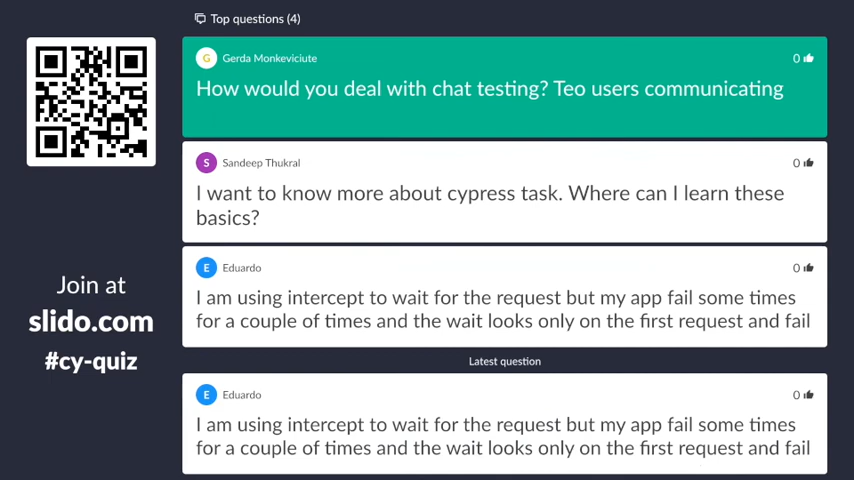 Top questions (4)
G
Gerda Monkeviciute
0
How would you deal with chat testing? Teo users communicating
S
Sandeep Thukral
0
I want to know more about cypress task. Where can I learn these
basics?
E
Eduardo
0
I am using intercept to wait for the request but my app fail some times
for a couple of times and the wait looks only on the first request and fail
Join at
slido.com
#cy-quiz
Latest question
E
Eduardo
0
I am using intercept to wait for the request but my app fail some times
for a couple of times and the wait looks only on the first request and fail